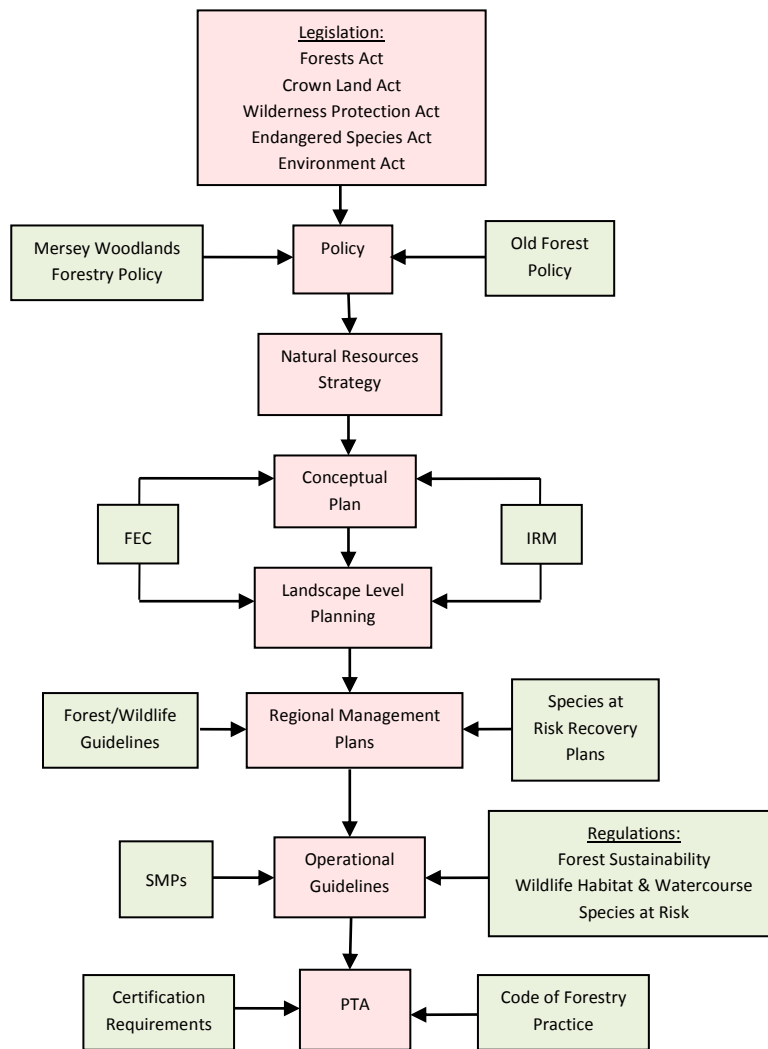 Legislation:
Forests Act
Crown Land Act
Wilderness Protection Act
Endangered Species Act
Environment Act
Mersey Woodlands
Forestry Policy
Policy
Old Forest
Policy
Natural Resources
Strategy
Conceptual
Plan
FEC
IRM
Landscape Level
Planning
Forest/Wildlife
Guidelines
Regional Management
Plans
Species at
Risk Recovery
Plans
SMPs
Operational
Guidelines
Regulations:
Forest Sustainability
Wildlife Habitat & Watercourse
Species at Risk
Certification
Requirements
PTA
Code of Forestry
Practice